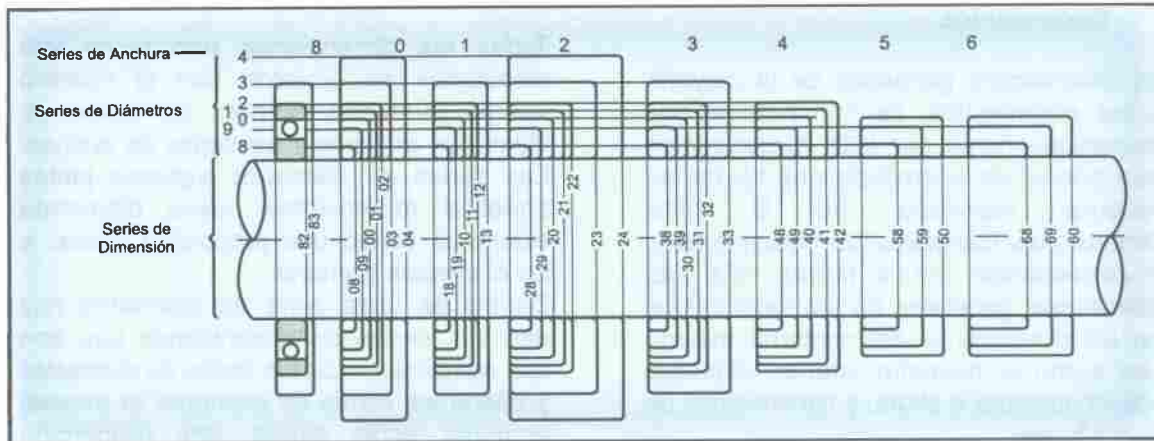 8 0 1 2 3 4 5 6
Series de Anchura
4
3
Series de Diámetros
2
1
0
9
8
Series de
Dimensión
82 83
08 09 00 01 02 03 04
18 19 10 11 12 13
28 29 20 21 22 23 24
38 39 30 31 32 33
48 49 40 41 42
58 59 50
68 69 60